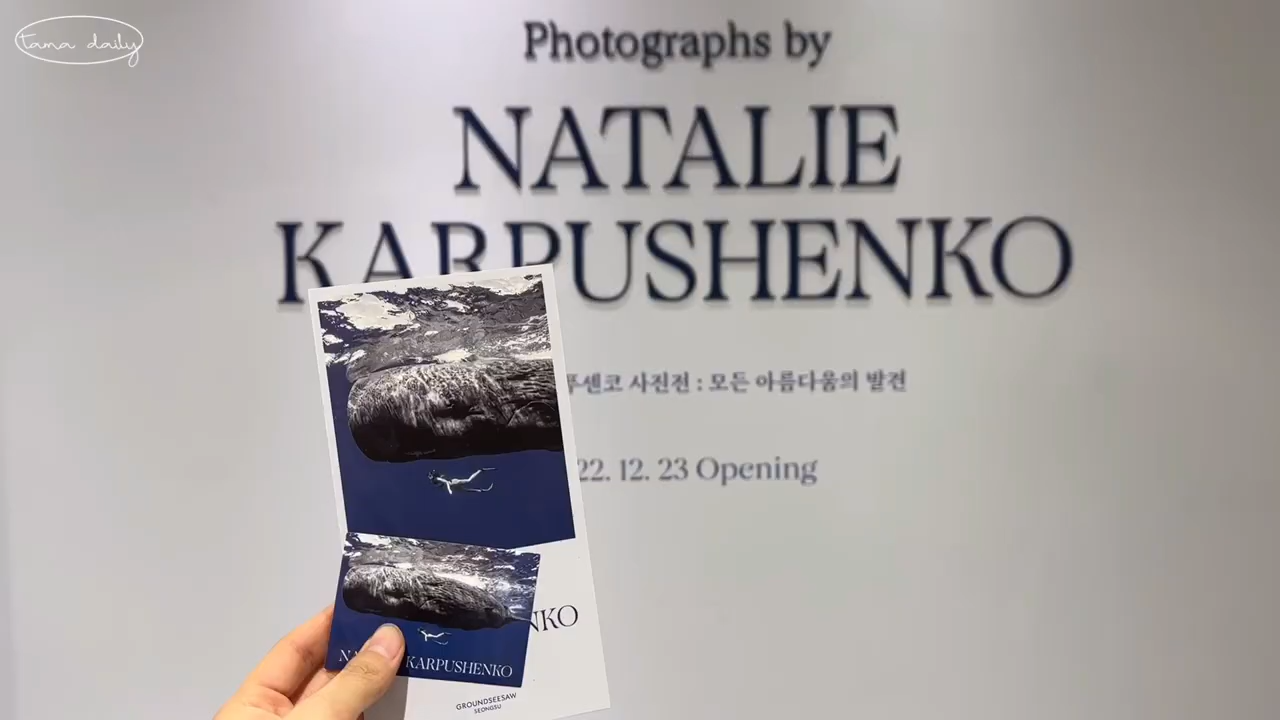 tama daily
Photographs by
NATALIE
KARPUSHENKO
푸센코 사진전 : 모든 아름다움의 발견
22. 12. 23 Opening
NKO
KARPUSHENKO
GROUNDSEESAW
SEONGSU